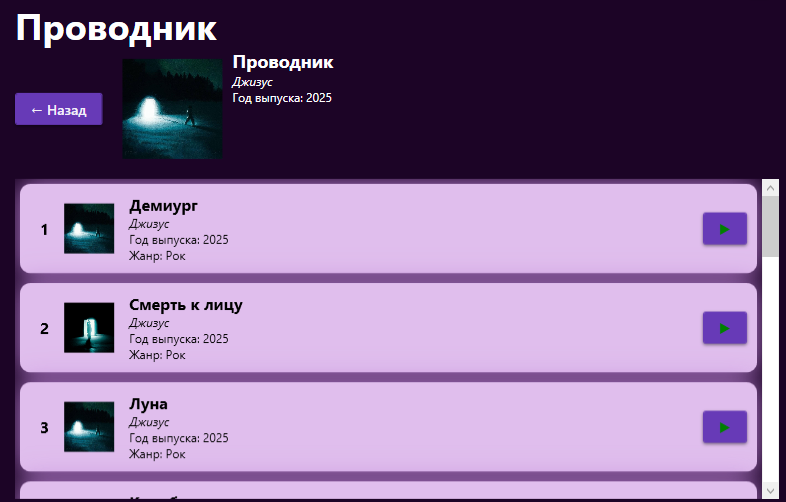 Проводник
Проводник
Джизус
Год выпуска: 2025
← Назад
1
Демиург
Джизус
Год выпуска: 2025
Жанр: Рок
2
Смерть к лицу
Джизус
Год выпуска: 2025
Жанр: Рок
3
Луна
Джизус
Год выпуска: 2025
Жанр: Рок